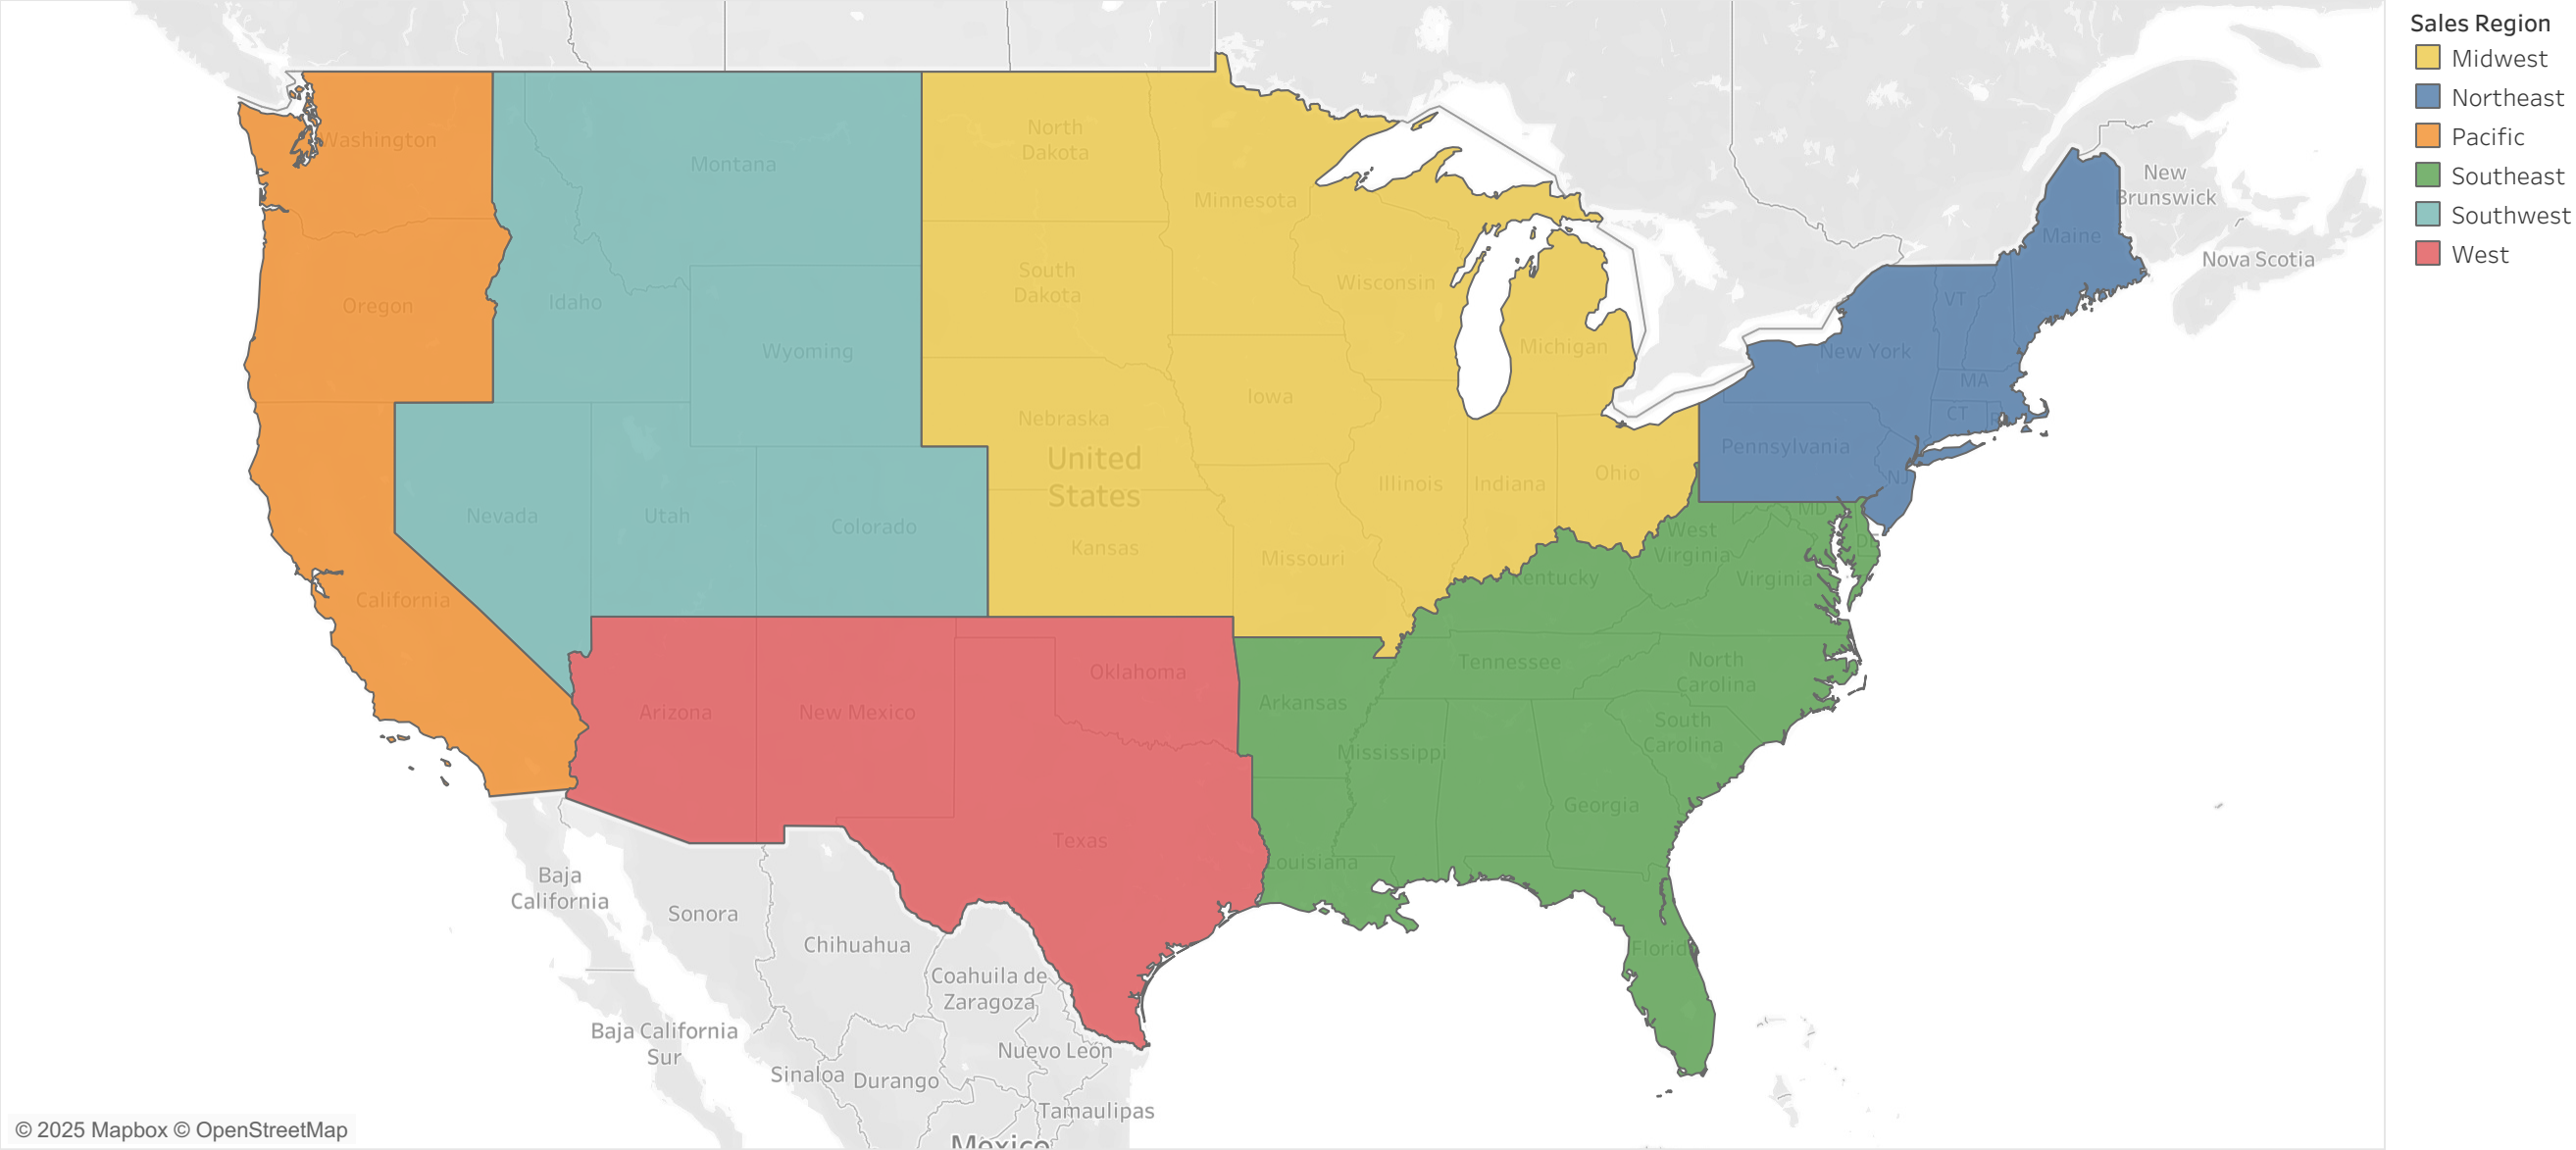 Sales Region
Midwest
Northeast
Pacific
Southeast
Southwest
West
Washington
Montana
North
Dakota
Minnesota
New
Brunswick
Maine
Nova Scotia
Oregon
Idaho
South
Dakota
Wisconsin
VT
Wyoming
Michigan
New York
MA
Nebraska
Iowa
CT
United
States
Pennsylvania
Nevada
Utah
Colorado
Illinois
Indiana
Ohio
NJ
MD
Kansas
Missouri
West
Virginia
DE
California
Kentucky
Virginia
Arizona
New Mexico
Oklahoma
Arkansas
Tennessee
North
Carolina
South
Carolina
Mississippi
Georgia
Texas
Louisiana
Baja
California
Sonora
Chihuahua
Florida
Coahuila de
Zaragoza
Baja California
Sur
Nuevo León
Sinaloa
Durango
Tamaulipas
Mexico
© 2025 Mapbox © OpenStreetMap